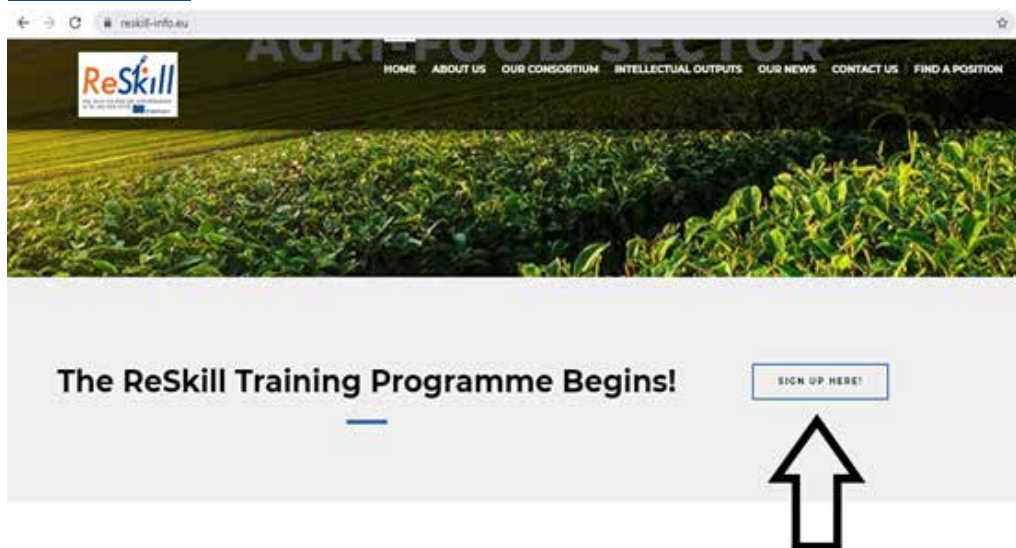 reskill-info.eu
AGRI-FOOD SECTOR
ReSkill
HOME ABOUT US OUR CONSORTIUM INTELLECTUAL OUTPUTS OUR NEWS CONTACT US FIND A POSITION
The ReSkill Training Programme Begins!
SIGN UP HERE!